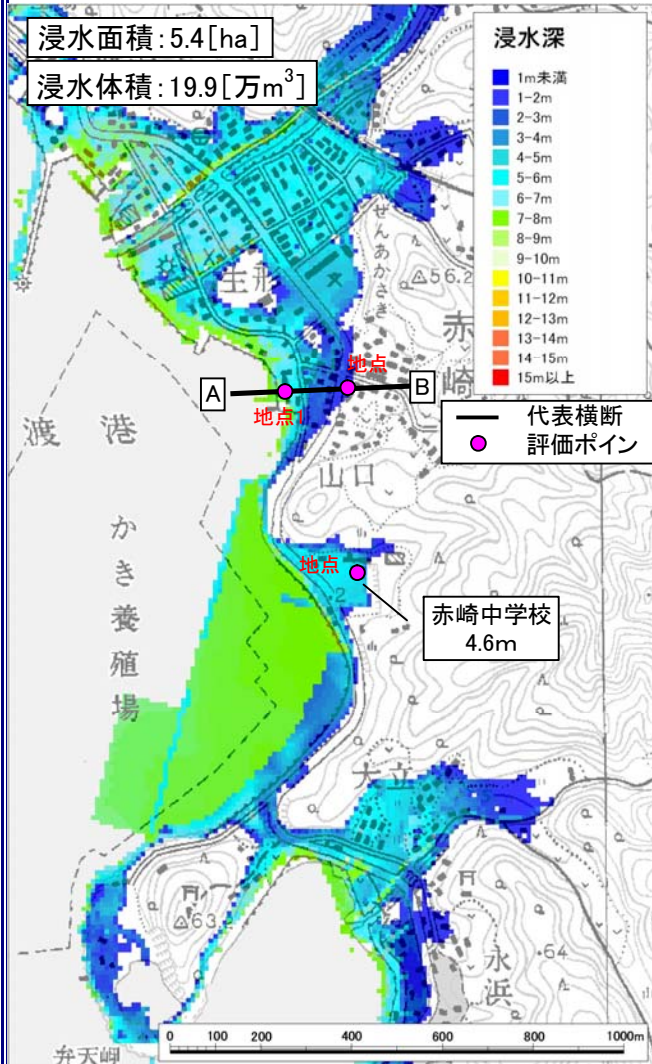 浸水面積:5.4[ha]
浸水体積:19.9[万m³]
浸水深
1m未満
1-2m
2-3m
3-4m
4-5m
5-6m
6-7m
7-8m
8-9m
9-10m
10-11m
11-12m
12-13m
13-14m
14-15m
15m以上
代表横断
評価ポイン
ぜんあかさき
56.2
赤崎
A
地点1
地点
B
渡港
山口
かき養殖場
地点
2
赤崎中学校
4.6m
大立
63
64
永浜
弁天岬
0 100 200 400 600 800 1000m